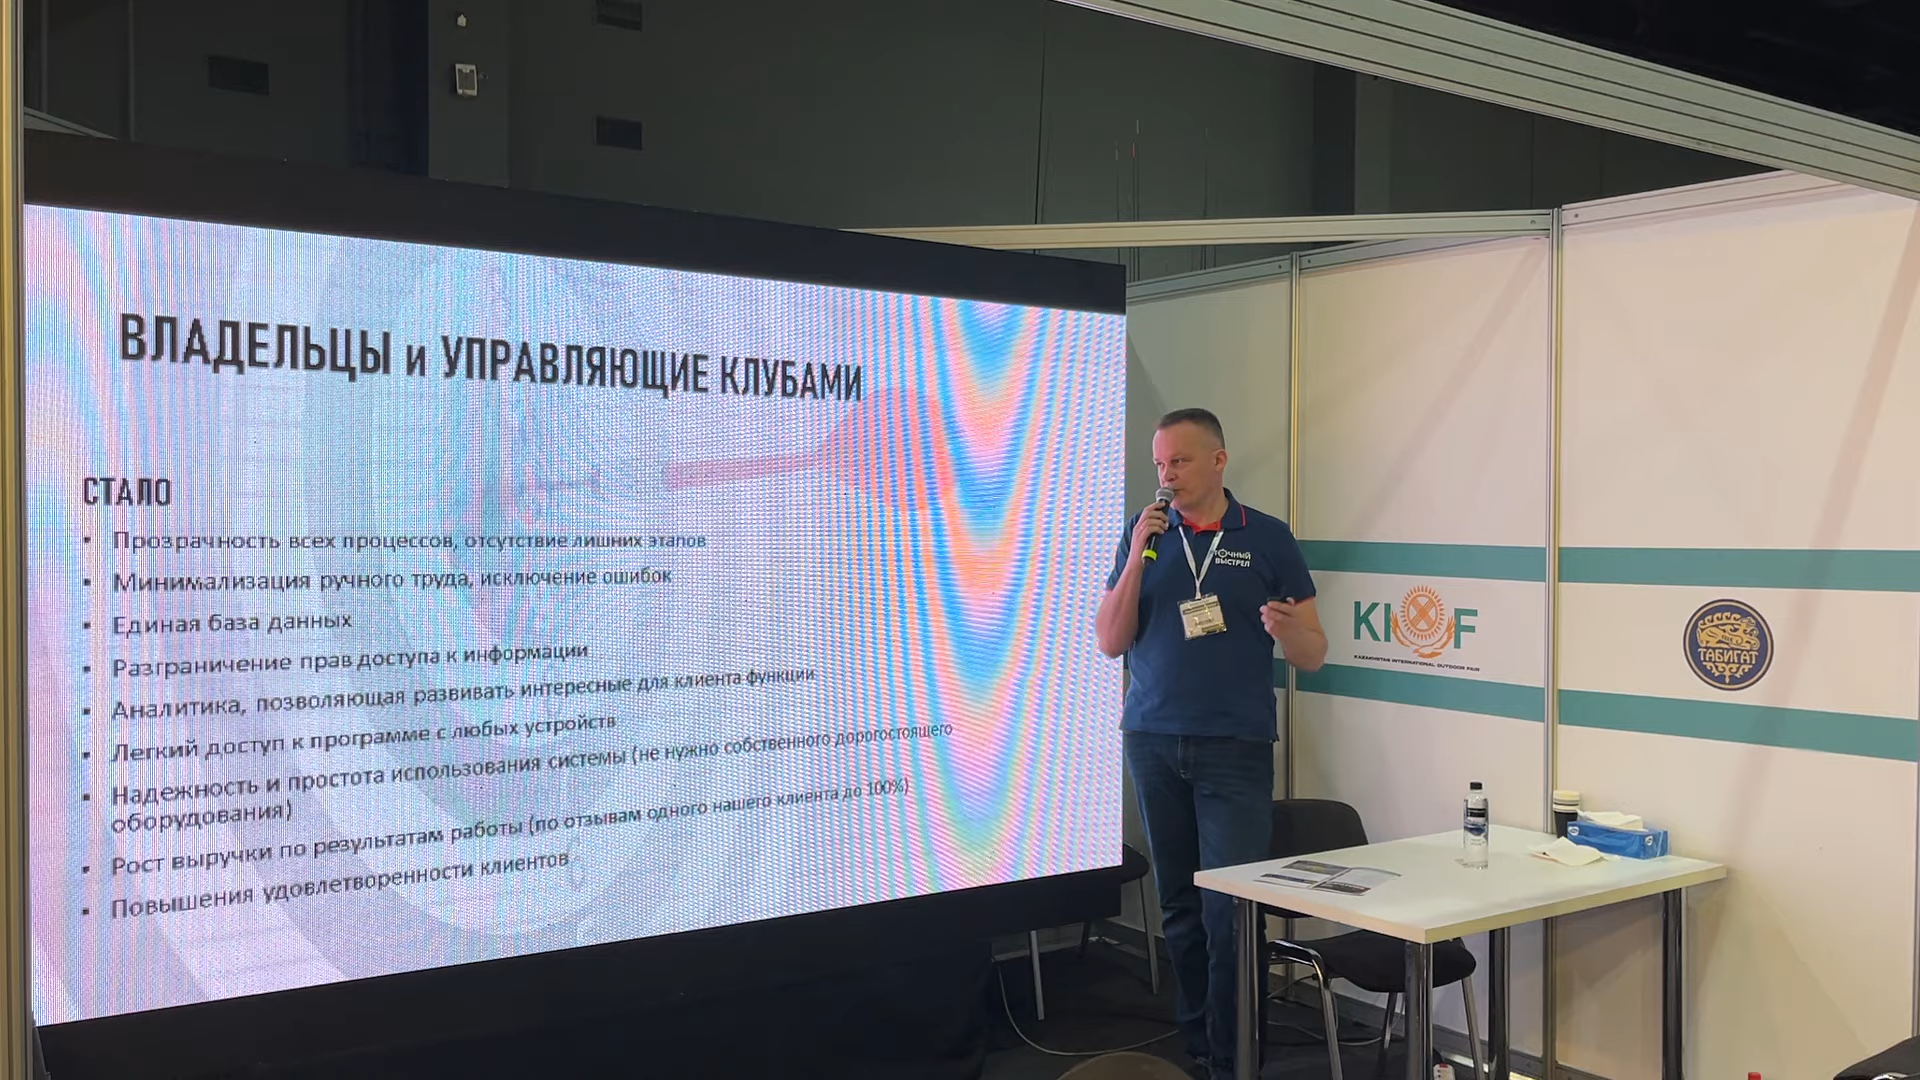 ВЛАДЕЛЬЦЫ и УПРАВЛЯЮЩИЕ КЛУБАМИ
СТАЛО
▪ Прозрачность всех процессов, отсутствие лишних этапов
▪ Минимализация ручного труда, исключение ошибок
▪ Единая база данных
▪ Разграничение прав доступа к информации
▪ Аналитика, позволяющая развивать интересные для клиента функции
▪ Легкий доступ к программе с любых устройств
▪ Надежность и простота использования системы (не нужно собственного дорогостоящего
оборудования)
▪ Рост выручки по результатам работы (по отзывам одного нашего клиента до 100%)
▪ Повышения удовлетворенности клиентов
ТОЧНЫЙ
ВЫСТРЕЛ
KIOF
KAZAKHSTAN INTERNATIONAL OUTDOOR FAIR
ТАБИГАТ